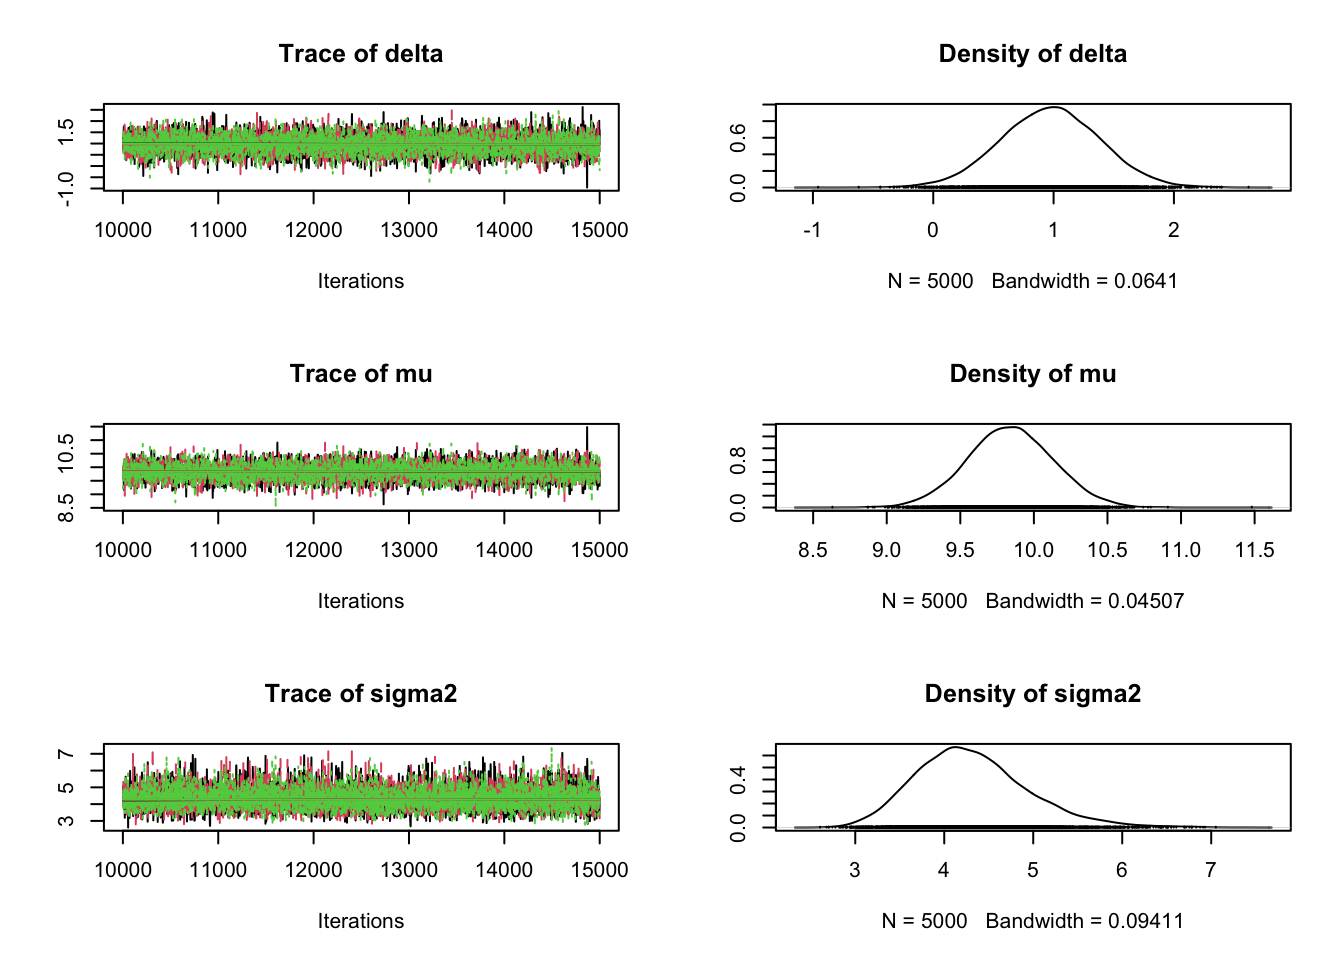 Trace of delta
Density of delta
-1.0 1.5
0.0 0.6
10000 11000 12000 13000 14000 15000
-1 0 1 2
Iterations
N = 5000 Bandwidth = 0.0641
Trace of mu
Density of mu
8.5 10.5
0.0 0.8
10000 11000 12000 13000 14000 15000
8.5 9.0 9.5 10.0 10.5 11.0 11.5
Iterations
N = 5000 Bandwidth = 0.04507
Trace of sigma2
Density of sigma2
3 5 7
0.0 0.4
10000 11000 12000 13000 14000 15000
3 4 5 6 7
Iterations
N = 5000 Bandwidth = 0.09411